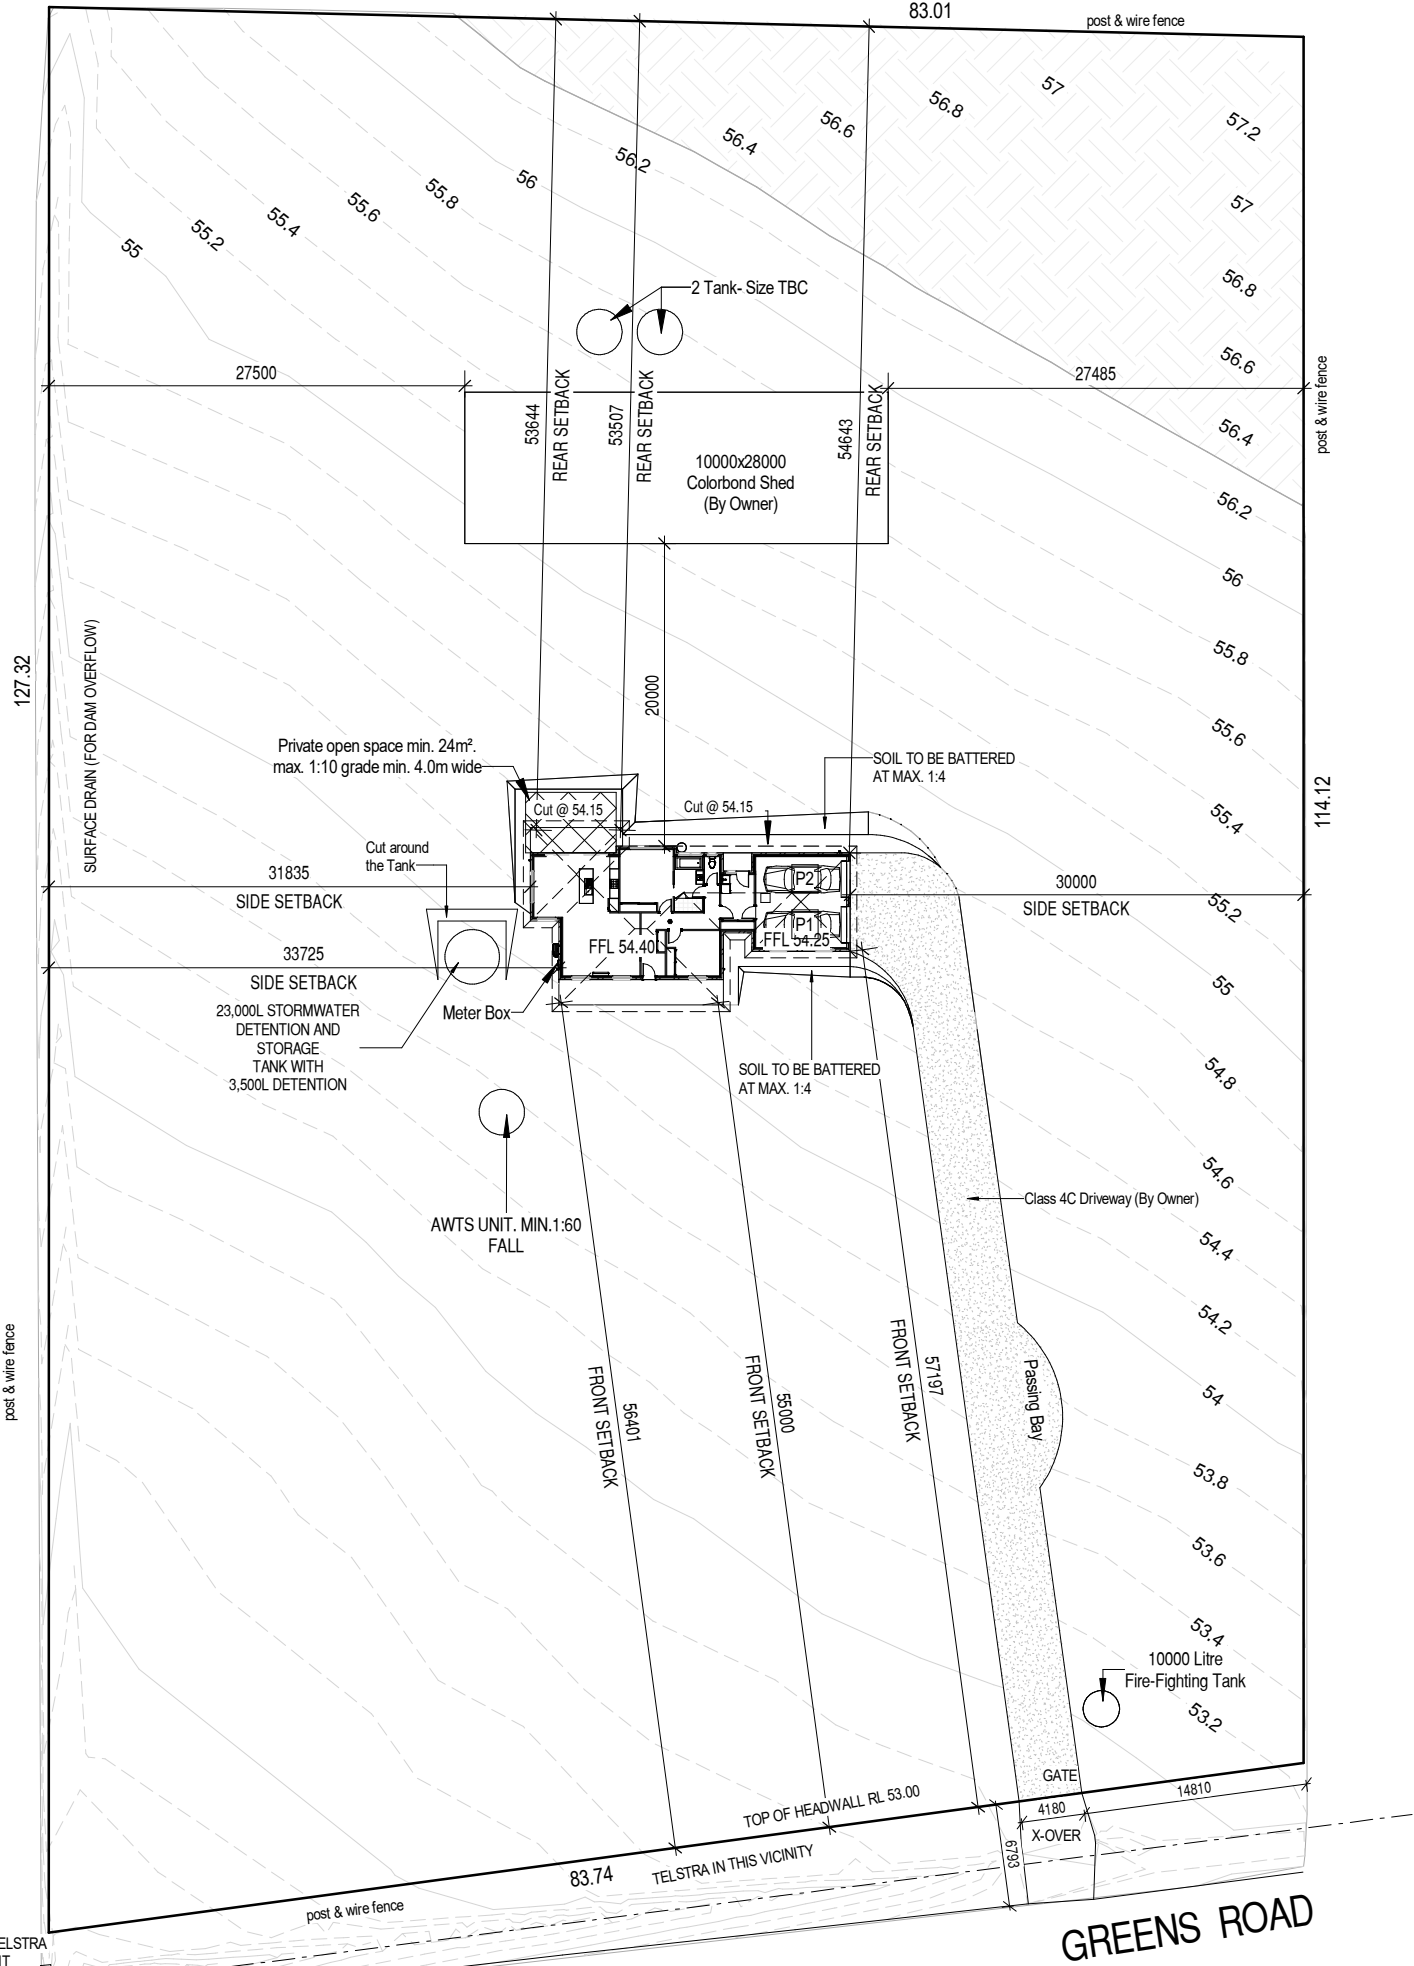 83.01
post & wire fence
57
56.8
57.2
56.6
56.4
56.2
56
55.8
55.6
55.4
55.2
55
57
56.8
2 Tank- Size TBC
56.6
27500
27485
post & wire fence
56.4
53644
REAR SETBACK
53507
REAR SETBACK
54643
REAR SETBACK
10000x28000
Colorbond Shed
(By Owner)
56.2
56
127.32
SURFACE DRAIN (FOR DAM OVERFLOW)
20000
55.8
55.6
Private open space min. 24m².
max. 1:10 grade min. 4.0m wide
SOIL TO BE BATTERED
AT MAX. 1:4
114.12
Cut @ 54.15
Cut @ 54.15
55.4
Cut around
the Tank
31835
SIDE SETBACK
P2
30000
SIDE SETBACK
55.2
P1
FFL 54.40
FFL 54.25
33725
SIDE SETBACK
55
23,000L STORMWATER
DETENTION AND
STORAGE
TANK WITH
3,500L DETENTION
Meter Box
SOIL TO BE BATTERED
AT MAX. 1:4
54.8
54.6
Class 4C Driveway (By Owner)
AWTS UNIT. MIN.1:60
FALL
54.4
54.2
post & wire fence
FRONT SETBACK
56401
FRONT SETBACK
55000
FRONT SETBACK
57197
Passing Bay
54
53.8
53.6
53.4
10000 Litre
Fire-Fighting Tank
53.2
GATE
14810
4180
X-OVER
6793
TOP OF HEADWALL RL 53.00
TELSTRA IN THIS VICINITY
83.74
post & wire fence
GREENS ROAD
ELSTRA
IT